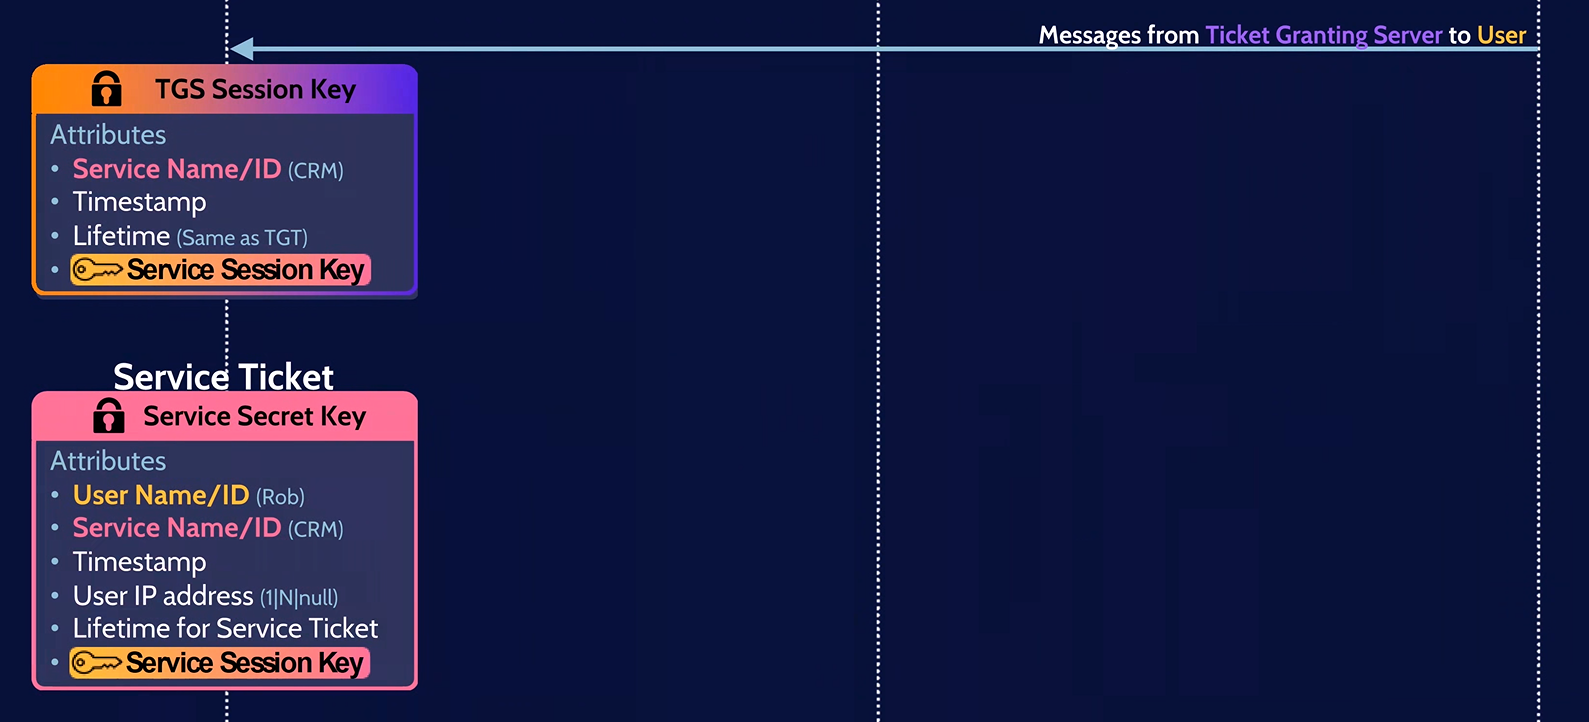 Messages from Ticket Granting Server to User
TGS Session Key
Attributes
• Service Name/ID (CRM)
• Timestamp
• Lifetime (Same as TGT)
• Service Session Key
Service Ticket
Service Secret Key
Attributes
• User Name/ID (Rob)
• Service Name/ID (CRM)
• Timestamp
• User IP address (1|N|null)
• Lifetime for Service Ticket
• Service Session Key